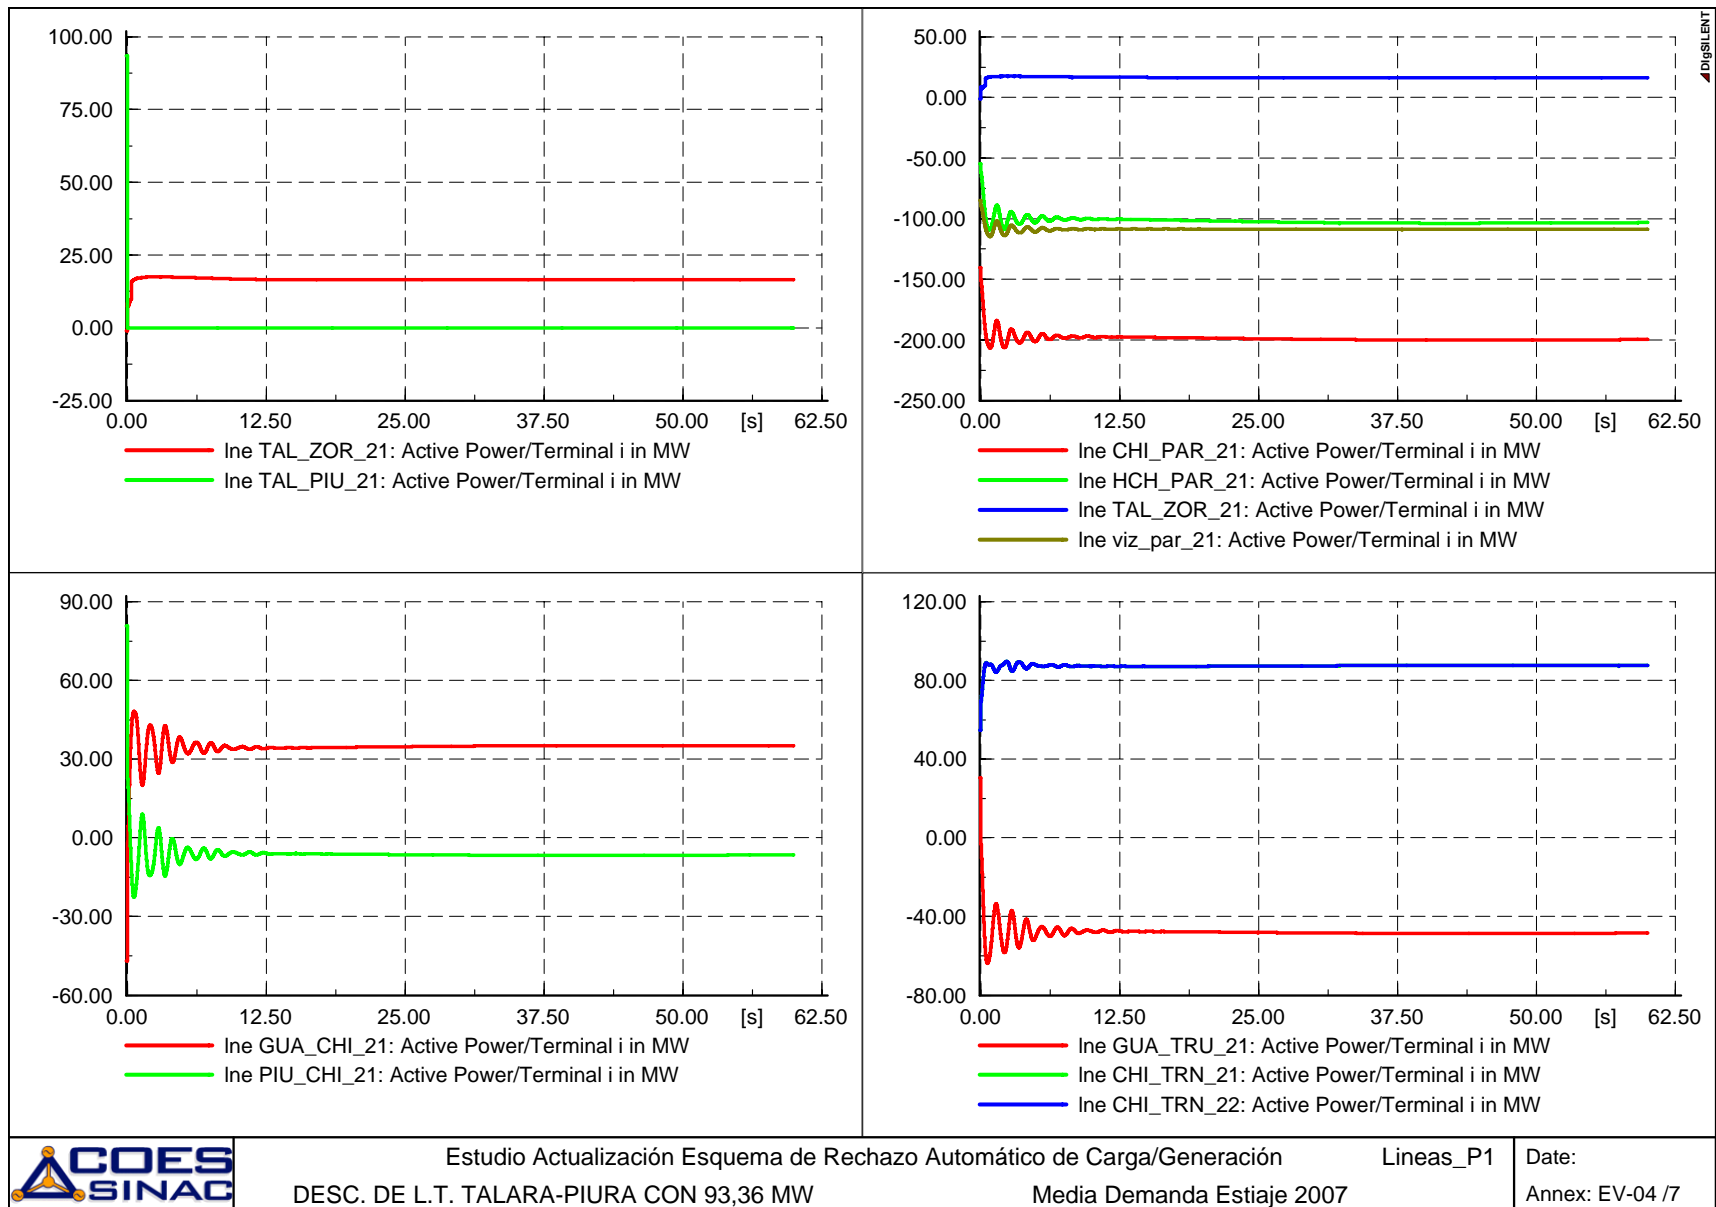 100.00
75.00
50.00
25.00
0.00
-25.00
0.00 12.50 25.00 37.50 50.00 [s] 62.50
lne TAL_ZOR_21: Active Power/Terminal i in MW
lne TAL_PIU_21: Active Power/Terminal i in MW
50.00
0.00
-50.00
-100.00
-150.00
-200.00
-250.00
0.00 12.50 25.00 37.50 50.00 [s] 62.50
lne CHI_PAR_21: Active Power/Terminal i in MW
lne HCH_PAR_21: Active Power/Terminal i in MW
lne TAL_ZOR_21: Active Power/Terminal i in MW
lne viz_par_21: Active Power/Terminal i in MW
DIgSILENT
90.00
60.00
30.00
0.00
-30.00
-60.00
0.00 12.50 25.00 37.50 50.00 [s] 62.50
lne GUA_CHI_21: Active Power/Terminal i in MW
lne PIU_CHI_21: Active Power/Terminal i in MW
120.00
80.00
40.00
0.00
-40.00
-80.00
0.00 12.50 25.00 37.50 50.00 [s] 62.50
lne GUA_TRU_21: Active Power/Terminal i in MW
lne CHI_TRN_21: Active Power/Terminal i in MW
lne CHI_TRN_22: Active Power/Terminal i in MW
COES
SINAC
Estudio Actualización Esquema de Rechazo Automático de Carga/Generación Lineas_P1
DESC. DE L.T. TALARA-PIURA CON 93,36 MW Media Demanda Estiaje 2007
Date:
Annex: EV-04 /7